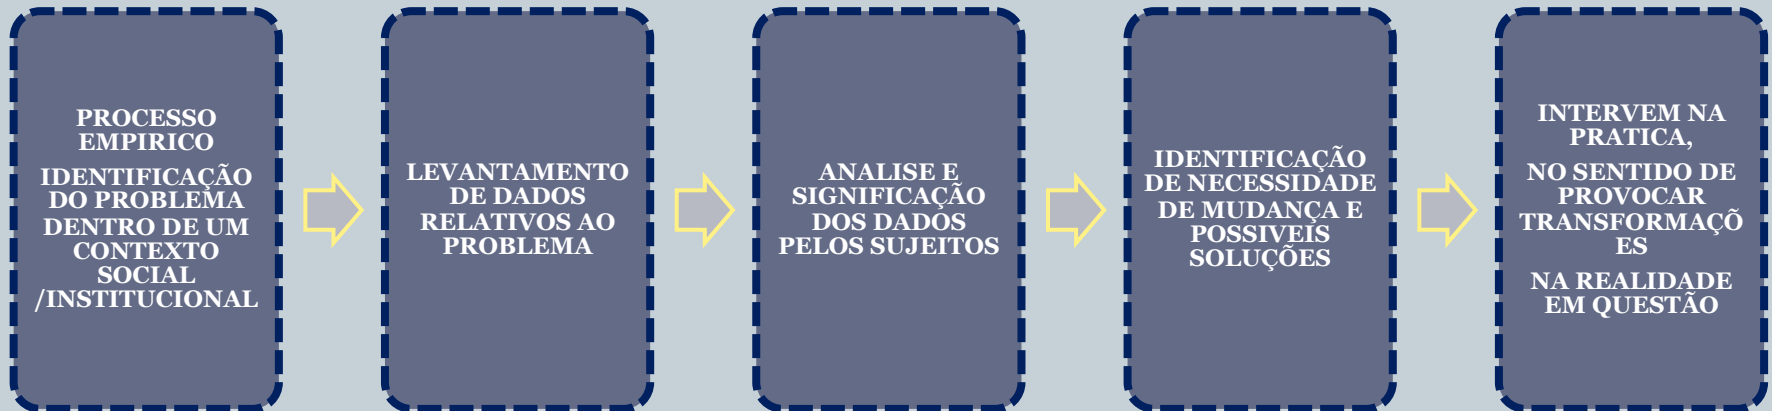 PROCESSO
EMPIRICO
IDENTIFICAÇÃO
DO PROBLEMA
DENTRO DE UM
CONTEXTO
SOCIAL
/INSTITUCIONAL
LEVANTAMENTO
DE DADOS
RELATIVOS AO
PROBLEMA
ANALISE E
SIGNIFICAÇÃO
DOS DADOS
PELOS SUJEITOS
IDENTIFICAÇÃO
DE NECESSIDADE
DE MUDANÇA E
POSSIVEIS
SOLUÇÕES
INTERVEM NA
PRATICA,
NO SENTIDO DE
PROVOCAR
TRANSFORMAÇÕ
ES
NA REALIDADE
EM QUESTÃO